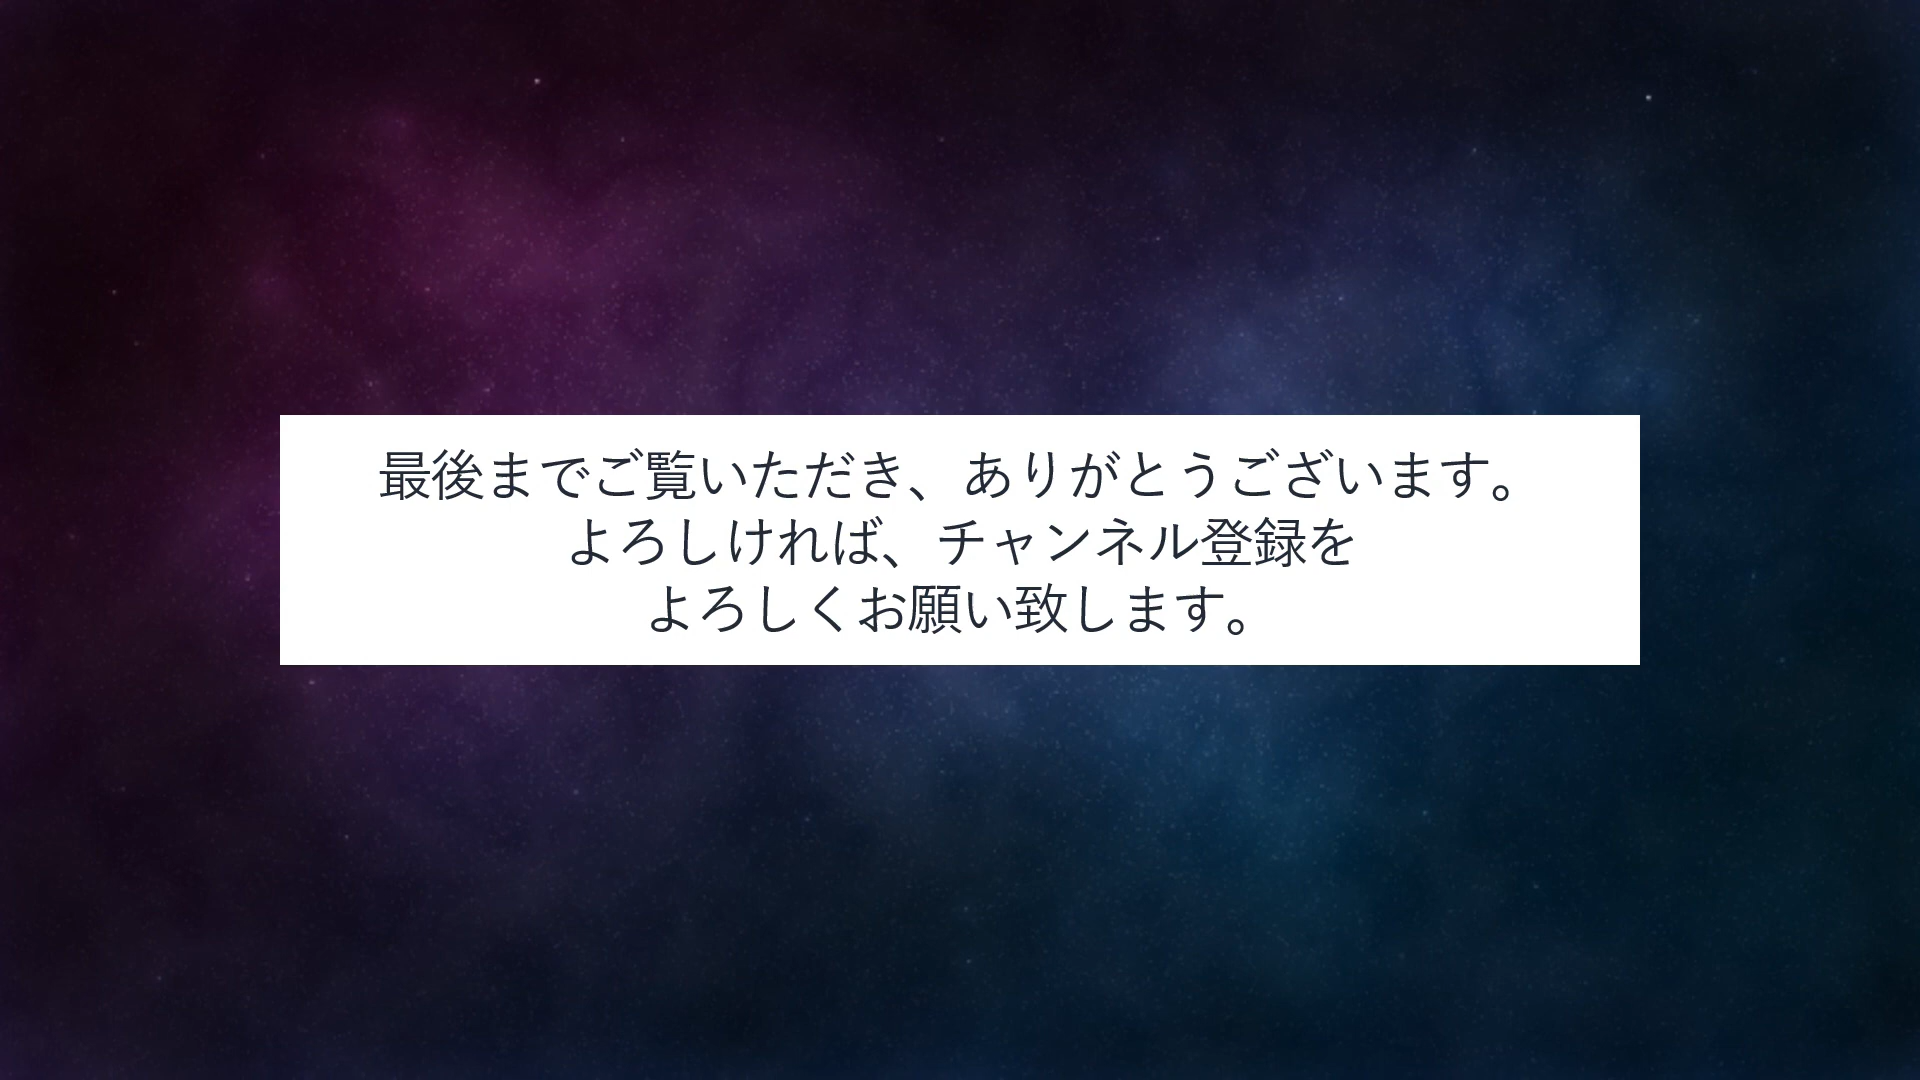 最後までご覧いただき、ありがとうございます。
よろしければ、チャンネル登録を
よろしくお願い致します。